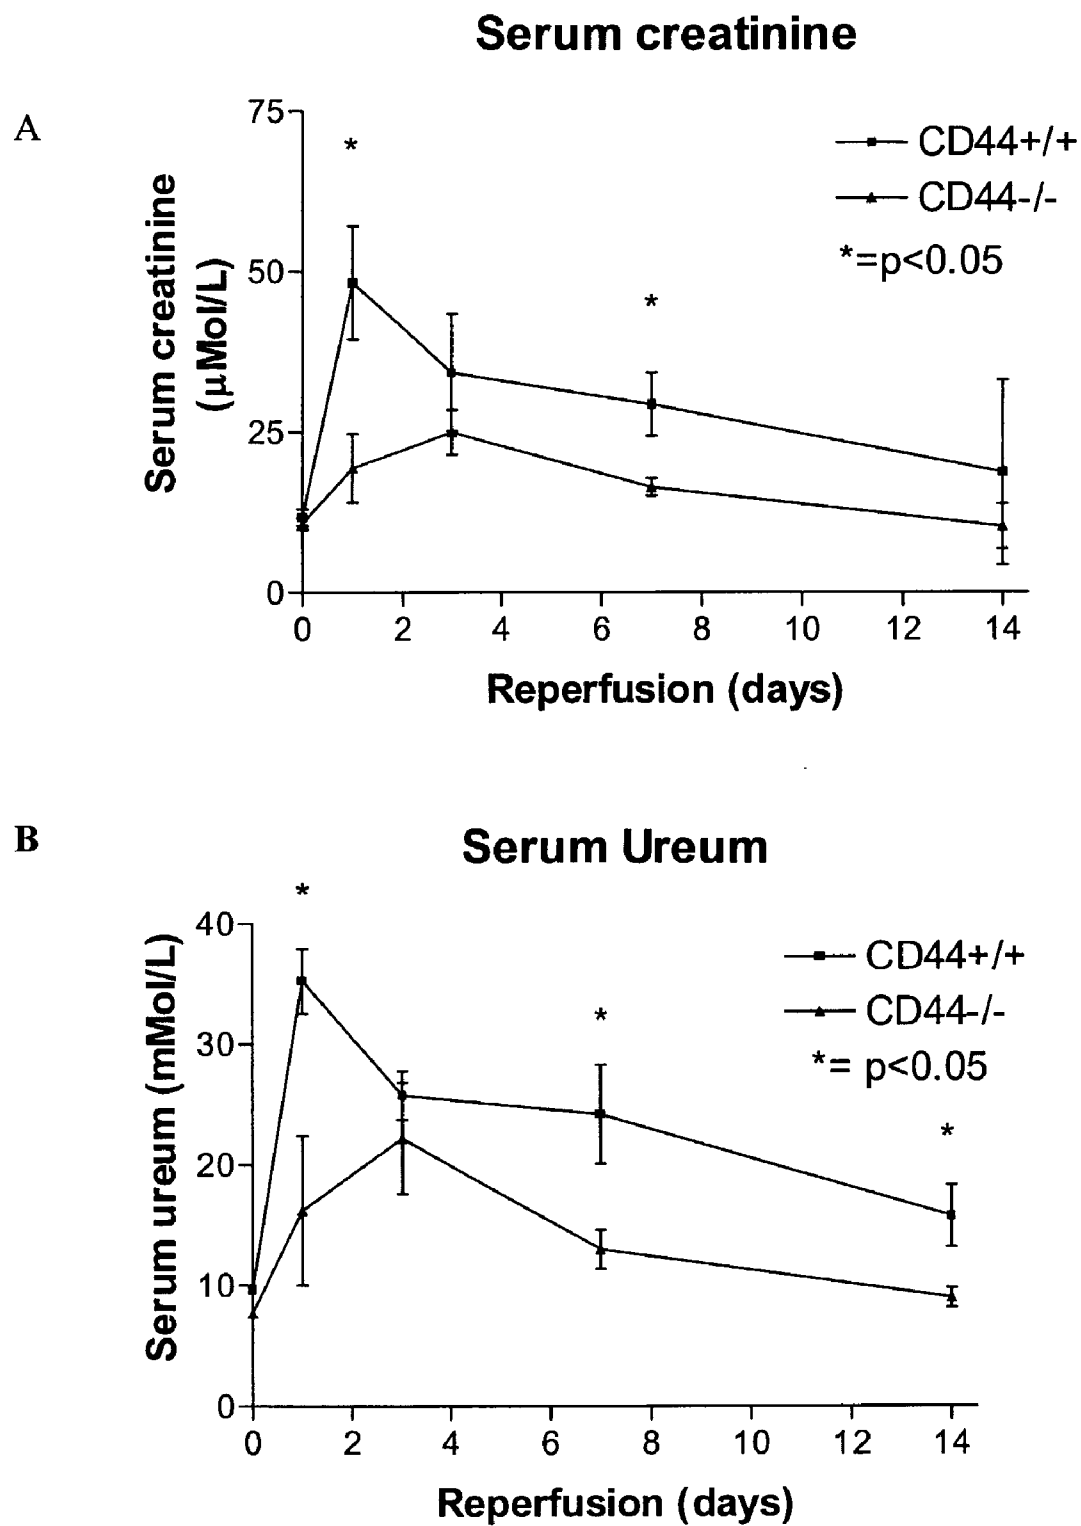 Serum creatinine
A
75
50
25
0
Serum creatinine
(μMol/L)
*
*
CD44+/+
CD44-/-
*=p<0.05
0 2 4 6 8 10 12 14
Reperfusion (days)
B
Serum Ureum
*
40
30
20
10
0
Serum ureum (mMol/L)
*
*
CD44+/+
CD44-/-
*= p<0.05
0 2 4 6 8 10 12 14
Reperfusion (days)